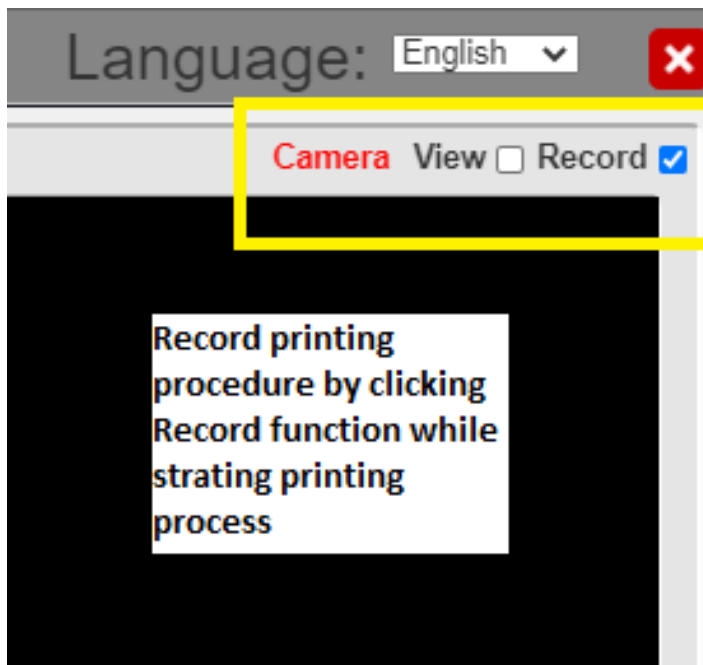 Language: English
Camera View Record
Record printing
procedure by clicking
Record function while
strating printing
process